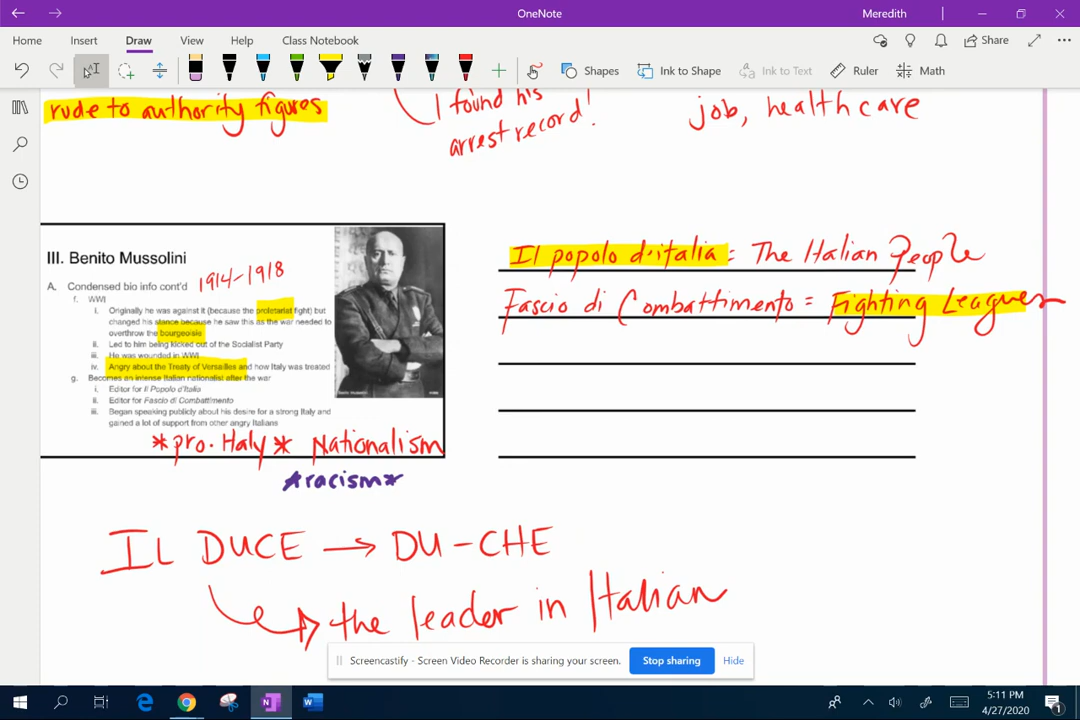 OneNote
Meredith
Home Insert Draw View Help Class Notebook
Share
Shapes Ink to Shape Ink to Text Ruler Math
rude to authority figures
I found his
arrest record!
job, healthcare
III. Benito Mussolini
A. Condensed bio info cont'd
1914-1918
f. WWI
i. Originally he was against it (because the proletariat fight) but
changed his stance because he saw this as the war needed to
overthrow the bourgeoisie
ii. Led to him being kicked out of the Socialist Party
iii. He was wounded in WWI
iv. Angry about the Treaty of Versailles and how Italy was treated
g. Becomes an intense Italian nationalist after the war
i. Editor for Il Popolo d'Italia
ii. Editor for Fascio di Combattimento
iii. Began speaking publicly about his desire for a strong Italy and
gained a lot of support from other angry Italians
*pro. Italy* Nationalism
*racism*
Il popolo d'italia = The Italian People
Fascio di Combattimento = Fighting Leagues
IL DUCE → DU-CHE
the leader in Italian
Screencastify - Screen Video Recorder is sharing your screen.
Stop sharing
Hide
5:11 PM
4/27/2020